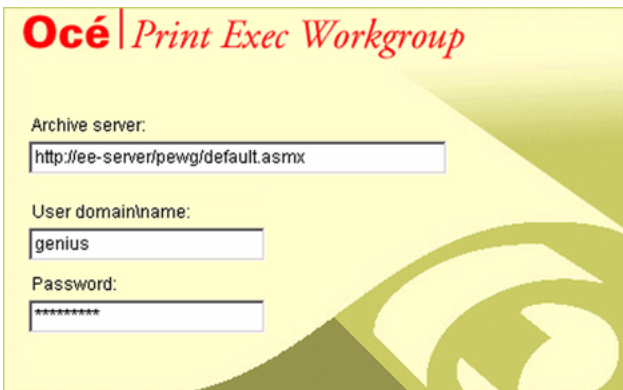 Océ Print Exec Workgroup
Archive server:
http://ee-server/pewg/default.asmx
User domain\name:
genius
Password:
*********